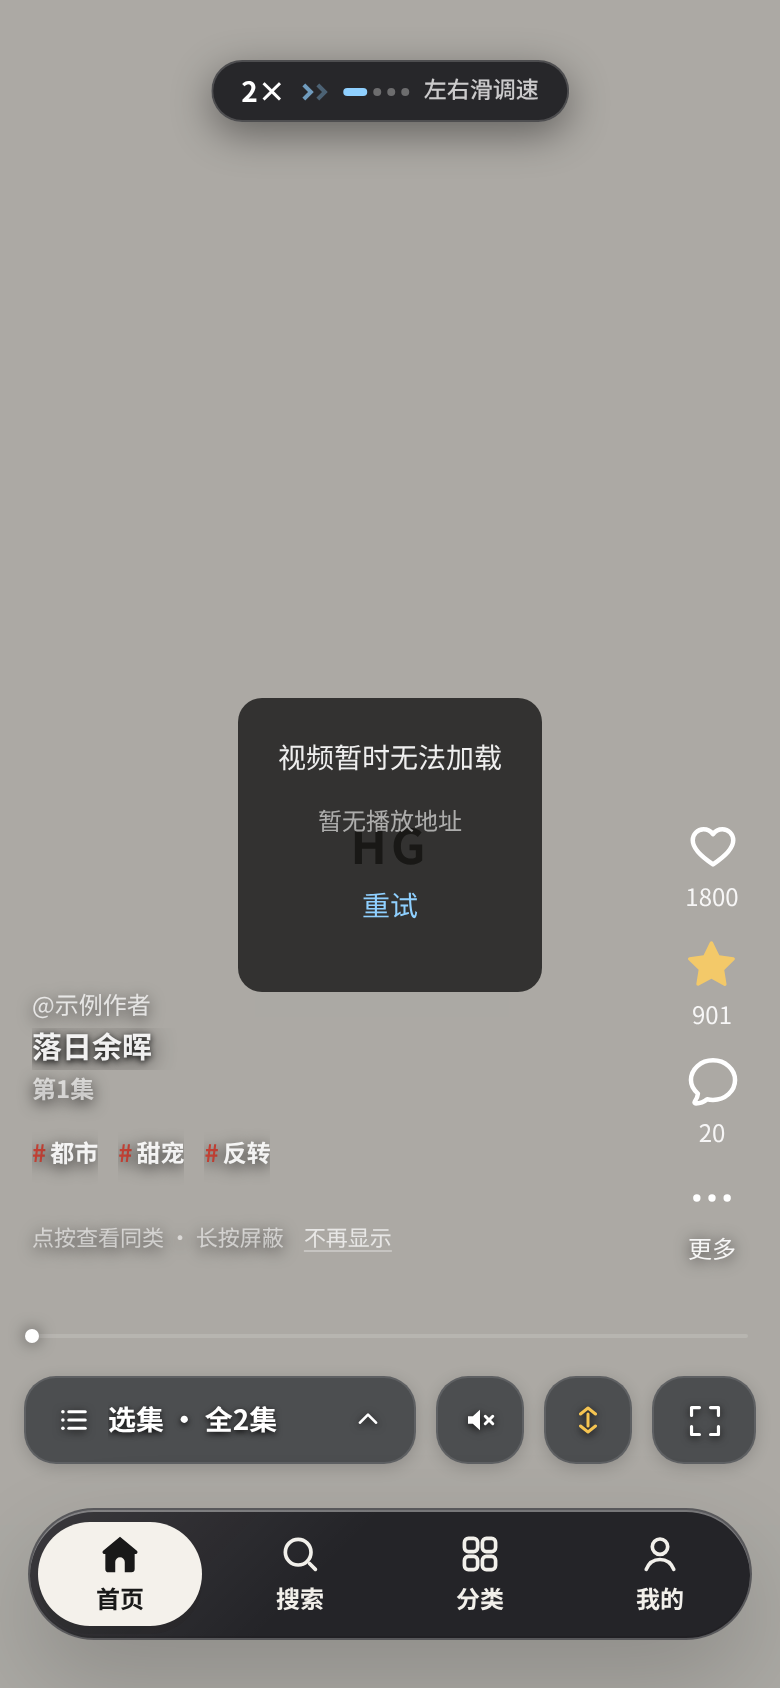 2× 左右滑调速
视频暂时无法加载
暂无播放地址
HG
重试
1800
901
20
更多
@示例作者
落日余晖
第1集
#都市 #甜宠 #反转
点按查看同类 · 长按屏蔽 不再显示
选集 · 全2集
首页 搜索 分类 我的